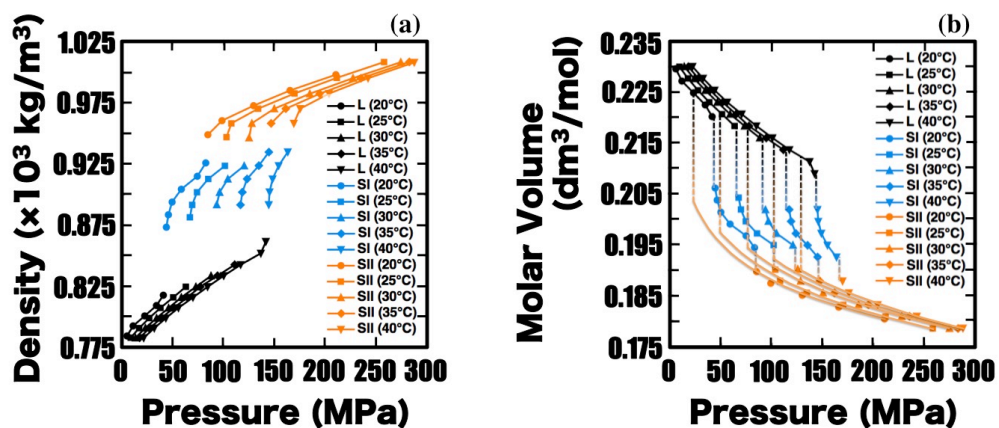 (a)
Density (×10³ kg/m³)
1.025
0.975
0.925
0.875
0.825
0.775
0 50 100 150 200 250 300
Pressure (MPa)
L (20°C)
L (25°C)
L (30°C)
L (35°C)
L (40°C)
SI (20°C)
SI (25°C)
SI (30°C)
SI (35°C)
SI (40°C)
SII (20°C)
SII (25°C)
SII (30°C)
SII (35°C)
SII (40°C)
(b)
Molar Volume
(dm³/mol)
0.235
0.225
0.215
0.205
0.195
0.185
0.175
0 50 100 150 200 250 300
Pressure (MPa)
L (20°C)
L (25°C)
L (30°C)
L (35°C)
L (40°C)
SI (20°C)
SI (25°C)
SI (30°C)
SI (35°C)
SI (40°C)
SII (20°C)
SII (25°C)
SII (30°C)
SII (35°C)
SII (40°C)